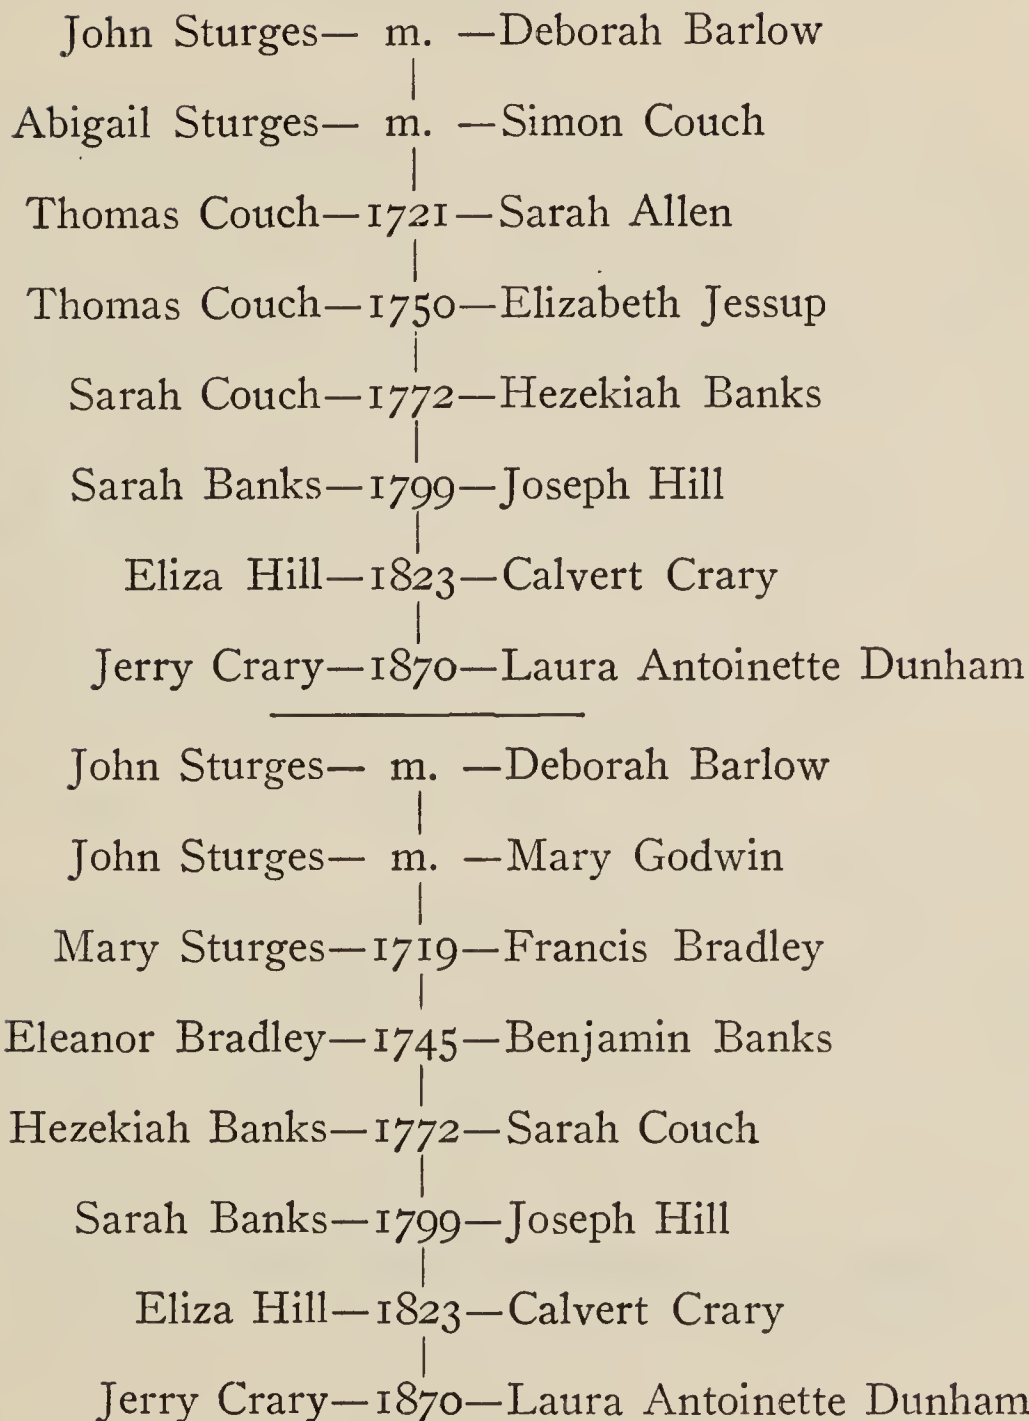 John Sturges— m. —Deborah Barlow
Abigail Sturges— m. —Simon Couch
Thomas Couch—1721—Sarah Allen
Thomas Couch—1750—Elizabeth Jessup
Sarah Couch—1772—Hezekiah Banks
Sarah Banks—1799—Joseph Hill
Eliza Hill—1823—Calvert Crary
Jerry Crary—1870—Laura Antoinette Dunham
John Sturges— m. —Deborah Barlow
John Sturges— m. —Mary Godwin
Mary Sturges—1719—Francis Bradley
Eleanor Bradley—1745—Benjamin Banks
Hezekiah Banks—1772—Sarah Couch
Sarah Banks—1799—Joseph Hill
Eliza Hill—1823—Calvert Crary
Jerry Crary—1870—Laura Antoinette Dunham